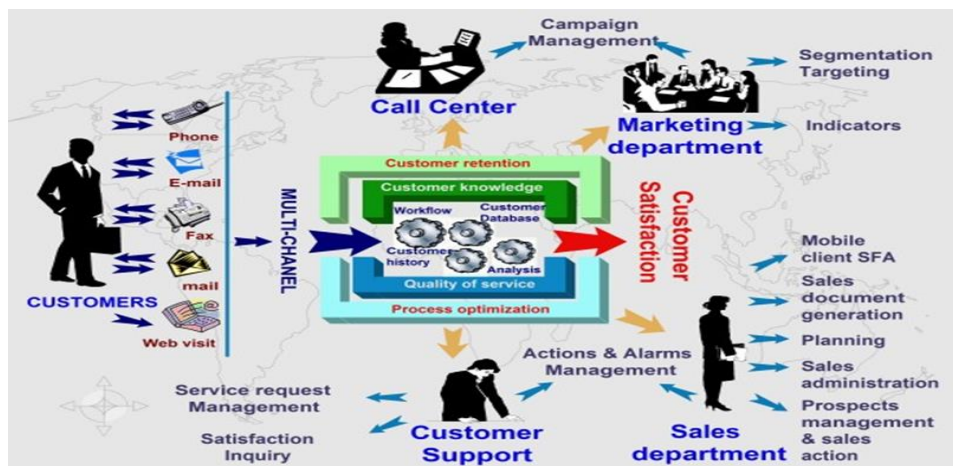 Campaign
Management
Segmentation
Targeting
Call Center
Marketing
department
Indicators
Phone
E-mail
Fax
mail
Web visit
CUSTOMERS
MULTI-CHANEL
Customer retention
Customer knowledge
Workflow
Customer
Database
Customer
history
Analysis
Quality of service
Process optimization
Customer
Satisfaction
Mobile
client SFA
Sales
document
generation
Planning
Sales
administration
Prospects
management
& sales
action
Actions & Alarms
Management
Service request
Management
Satisfaction
Inquiry
Customer
Support
Sales
department